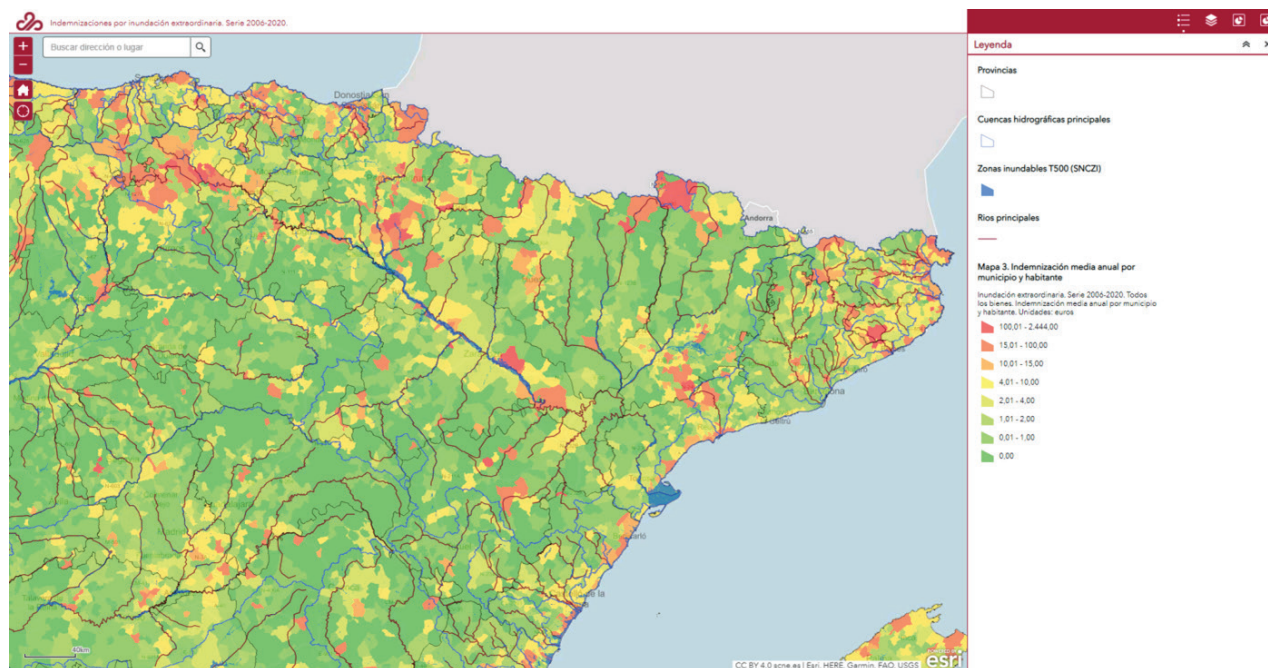 Indemnizaciones por inundación extraordinaria. Serie 2006-2020.
Buscar dirección o lugar
Andorra
40km
CC BY 4.0 scne.es | Esri, HERE, Garmin, FAO, USGS
POWERED BY
esri
Leyenda
Provincias
Cuencas hidrográficas principales
Zonas inundables T500 (SNCZI)
Rios principales
Mapa 3. Indemnización media anual por
municipio y habitante
Inundación extraordinaria. Serie 2006-2020. Todos
los bienes. Indemnización media anual por municipio
y habitante. Unidades: euros
100,01 - 2.444,00
15,01 - 100,00
10,01 - 15,00
4,01 - 10,00
2,01 - 4,00
1,01 - 2,00
0,01 - 1,00
0,00